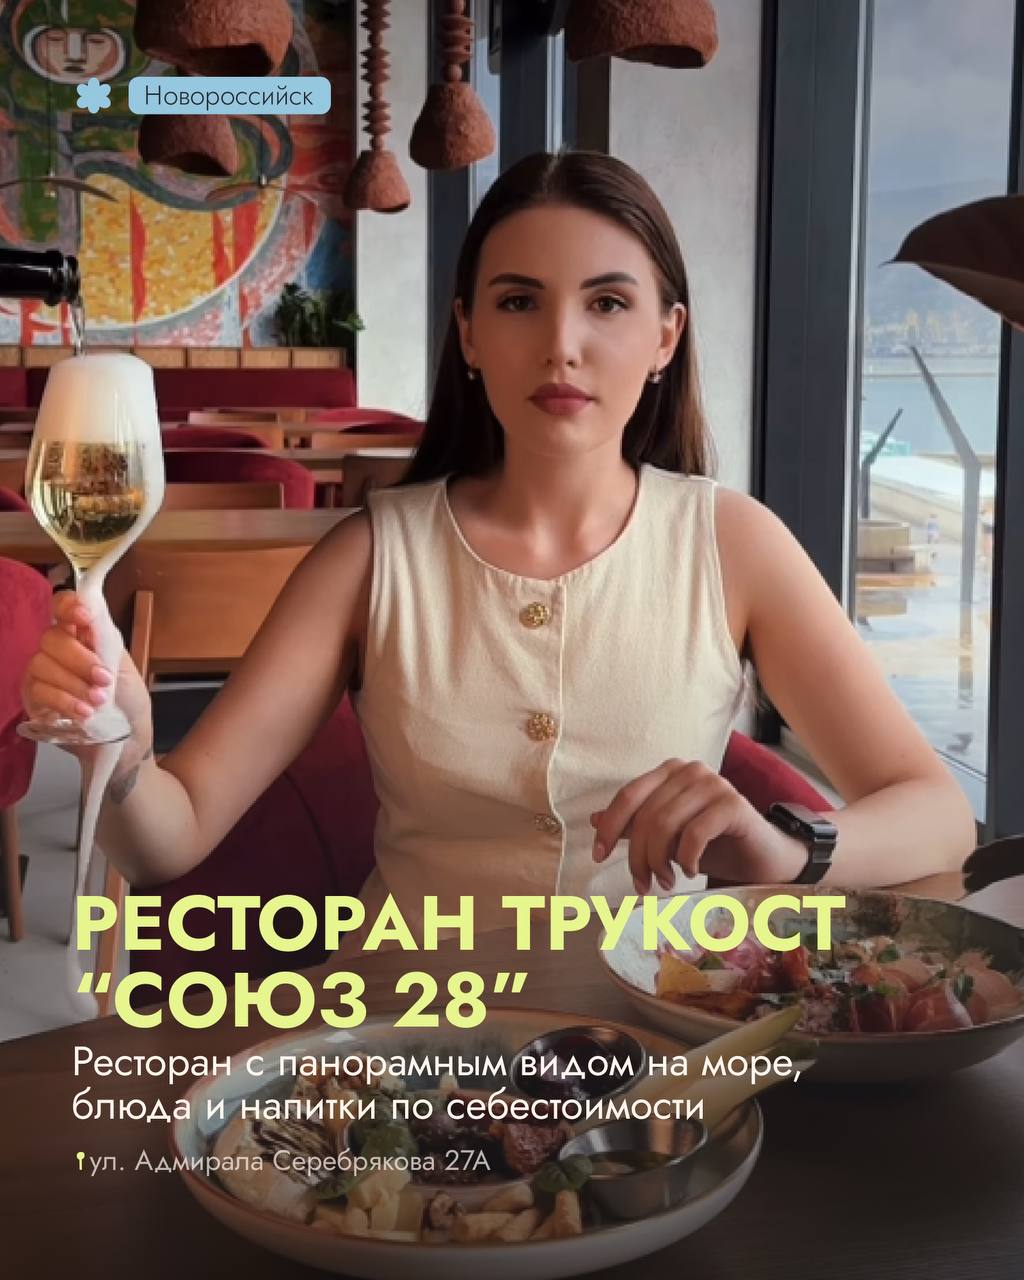 Новороссийск
РЕСТОРАН ТРУКОСТ
“СОЮЗ 28”
Ресторан с панорамным видом на море,
блюда и напитки по себестоимости
ул. Адмирала Серебрякова 27А